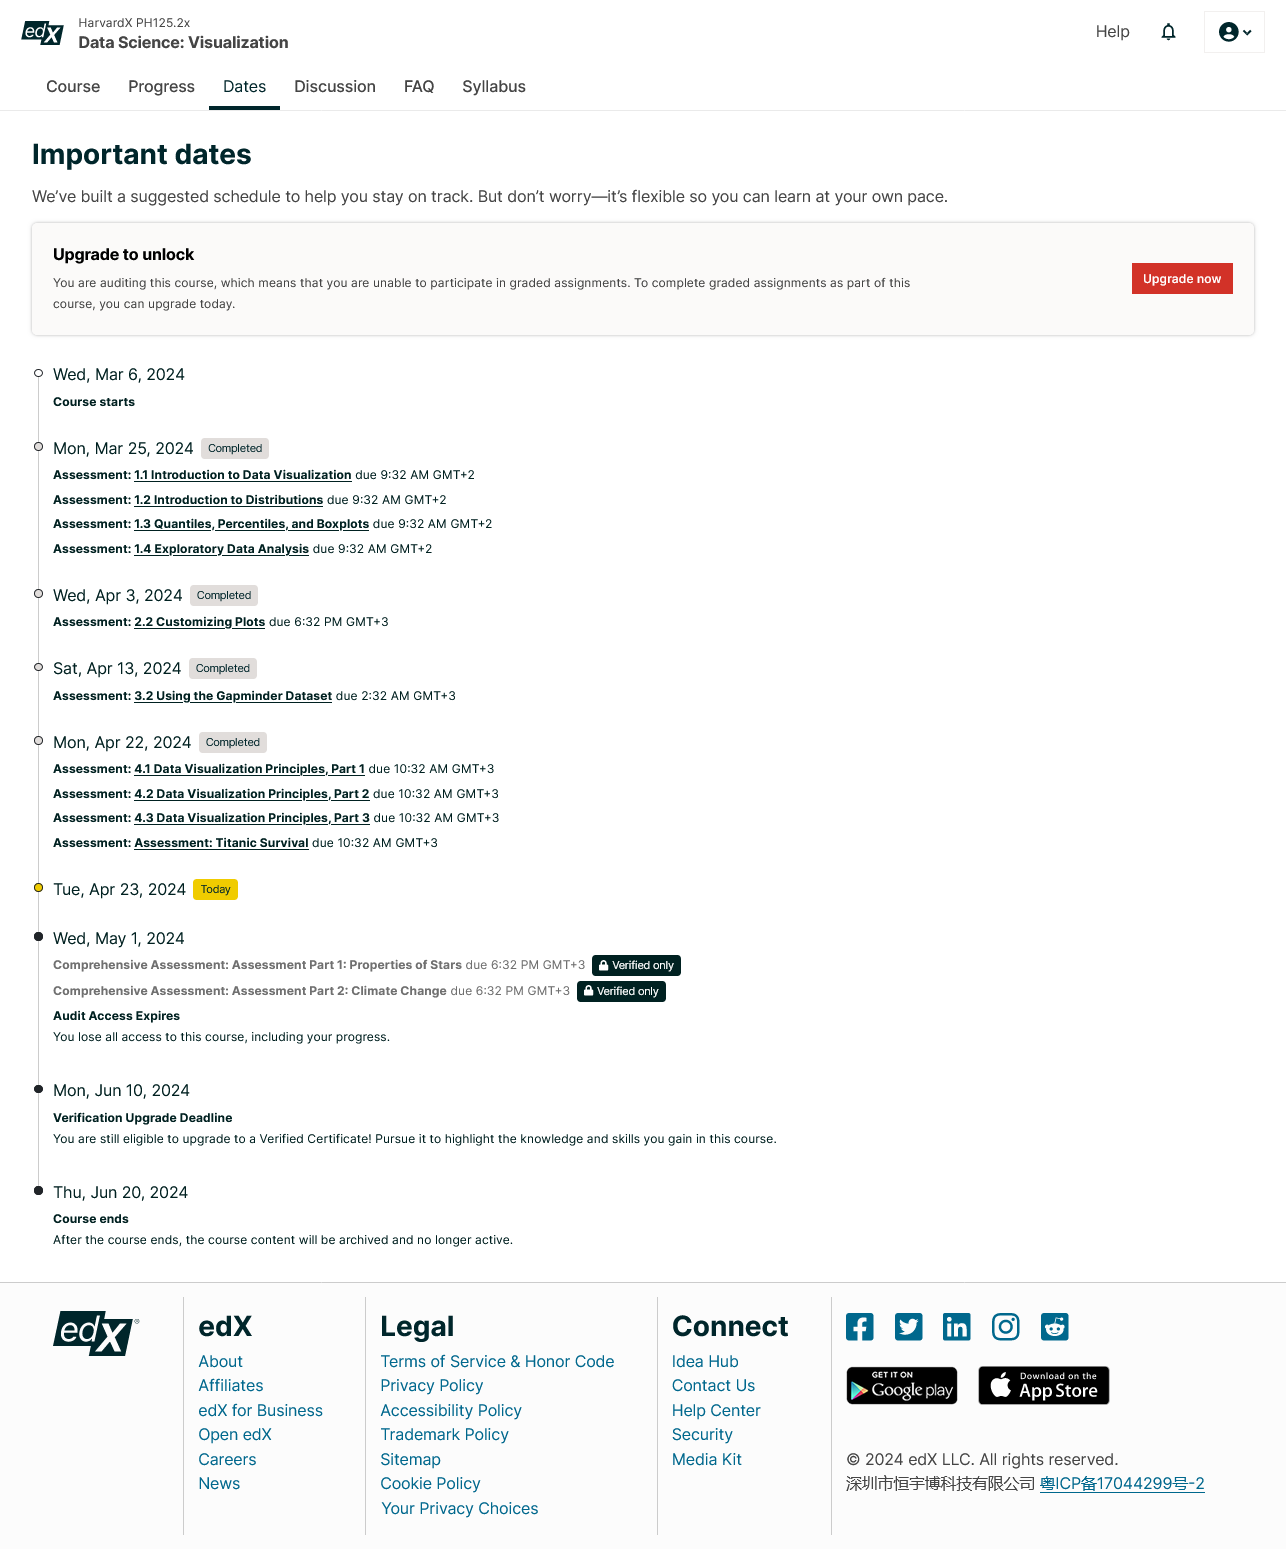 edX
HarvardX PH125.2x
Data Science: Visualization
Help
Course Progress Dates Discussion FAQ Syllabus
Important dates
We've built a suggested schedule to help you stay on track. But don't worry—it's flexible so you can learn at your own pace.
Upgrade to unlock
You are auditing this course, which means that you are unable to participate in graded assignments. To complete graded assignments as part of this
course, you can upgrade today.
Upgrade now
Wed, Mar 6, 2024
Course starts
Mon, Mar 25, 2024 Completed
Assessment: 1.1 Introduction to Data Visualization due 9:32 AM GMT+2
Assessment: 1.2 Introduction to Distributions due 9:32 AM GMT+2
Assessment: 1.3 Quantiles, Percentiles, and Boxplots due 9:32 AM GMT+2
Assessment: 1.4 Exploratory Data Analysis due 9:32 AM GMT+2
Wed, Apr 3, 2024 Completed
Assessment: 2.2 Customizing Plots due 6:32 PM GMT+3
Sat, Apr 13, 2024 Completed
Assessment: 3.2 Using the Gapminder Dataset due 2:32 AM GMT+3
Mon, Apr 22, 2024 Completed
Assessment: 4.1 Data Visualization Principles, Part 1 due 10:32 AM GMT+3
Assessment: 4.2 Data Visualization Principles, Part 2 due 10:32 AM GMT+3
Assessment: 4.3 Data Visualization Principles, Part 3 due 10:32 AM GMT+3
Assessment: Assessment: Titanic Survival due 10:32 AM GMT+3
Tue, Apr 23, 2024 Today
Wed, May 1, 2024
Comprehensive Assessment: Assessment Part 1: Properties of Stars due 6:32 PM GMT+3 Verified only
Comprehensive Assessment: Assessment Part 2: Climate Change due 6:32 PM GMT+3 Verified only
Audit Access Expires
You lose all access to this course, including your progress.
Mon, Jun 10, 2024
Verification Upgrade Deadline
You are still eligible to upgrade to a Verified Certificate! Pursue it to highlight the knowledge and skills you gain in this course.
Thu, Jun 20, 2024
Course ends
After the course ends, the course content will be archived and no longer active.
edX®
edX
About
Affiliates
edX for Business
Open edX
Careers
News
Legal
Terms of Service & Honor Code
Privacy Policy
Accessibility Policy
Trademark Policy
Sitemap
Cookie Policy
Your Privacy Choices
Connect
Idea Hub
Contact Us
Help Center
Security
Media Kit
GET IT ON
Google play
Download on the
App Store
© 2024 edX LLC. All rights reserved.
深圳市恒宇博科技有限公司 粤ICP备17044299号-2